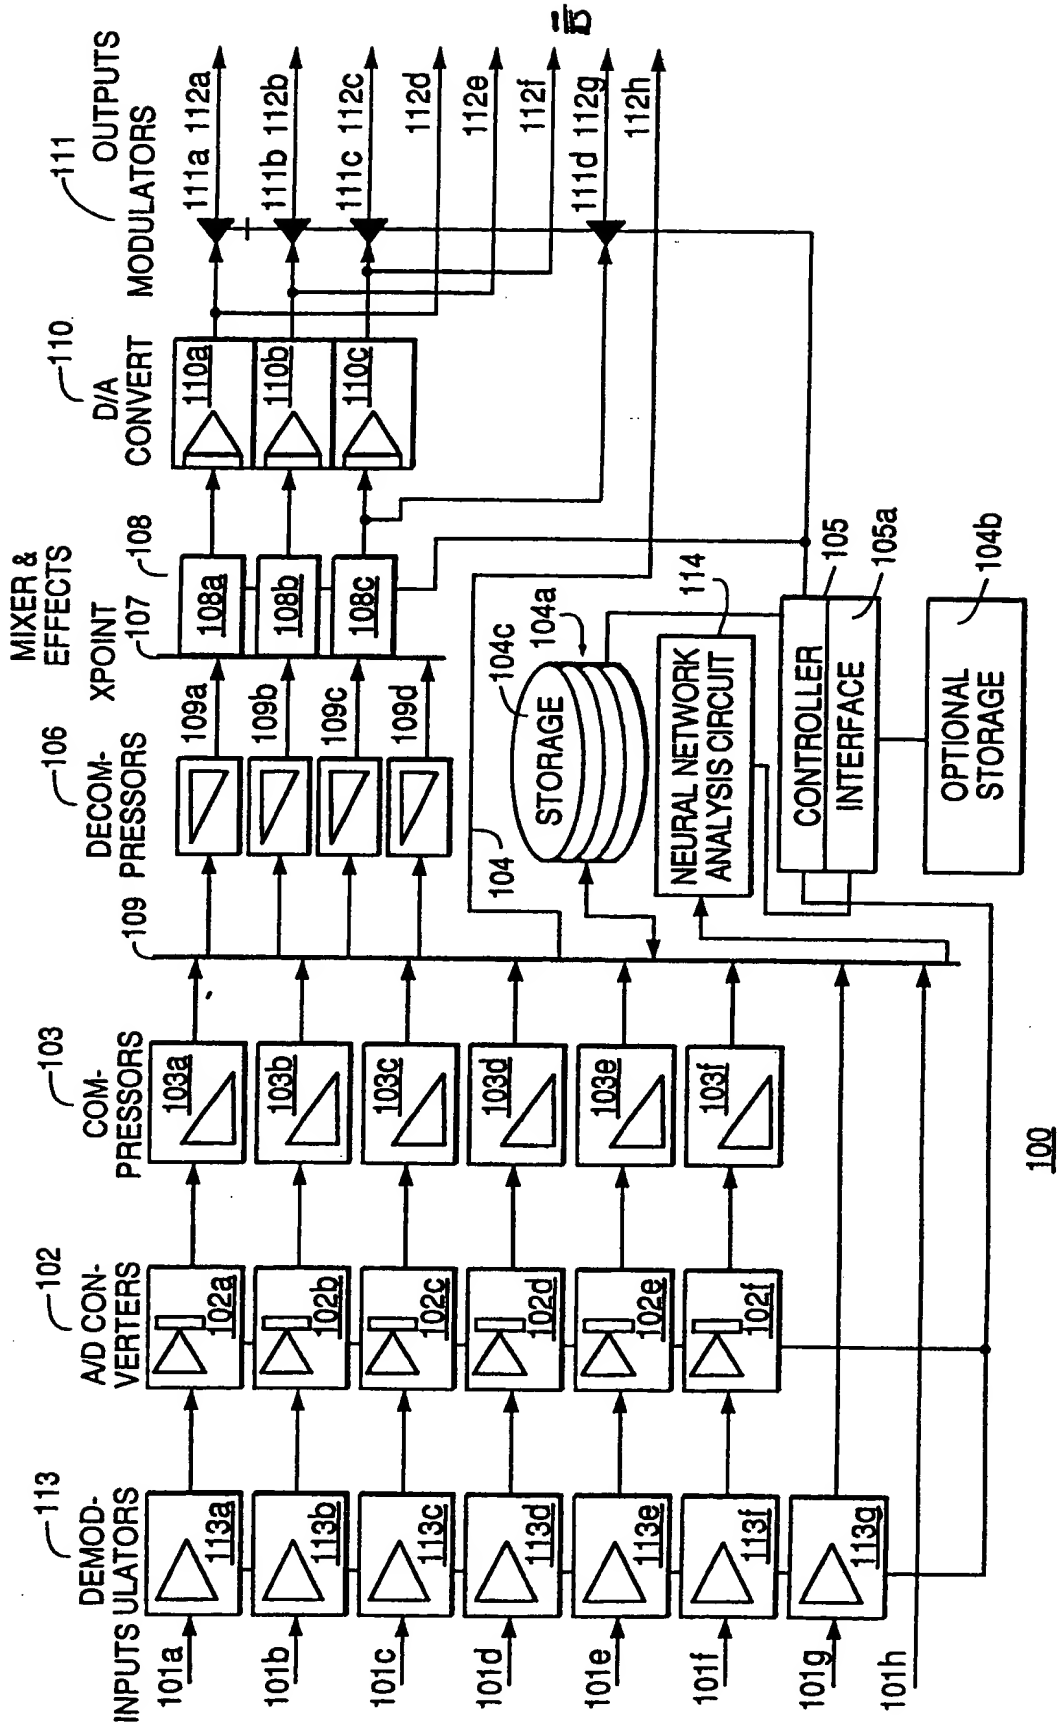 INPUTS
DEMOD-
ULATORS
113
A/D CON-
VERTERS
102
COM-
PRESSORS
103
109
DECOM-
PRESSORS
106
XPOINT
107
MIXER &
EFFECTS
108
D/A
CONVERT
110
MODULATORS
111
OUTPUTS
101a
113a
102a
103a
109a
108a
110a
111a
112a
101b
113b
102b
103b
109b
108b
110b
111b
112b
101c
113c
102c
103c
109c
108c
110c
111c
112c
101d
113d
102d
103d
109d
112d
101e
113e
102e
103e
112e
101f
113f
102f
103f
112f
101g
113g
111d
112g
101h
112h
104
STORAGE
104c
104a
NEURAL NETWORK
ANALYSIS CIRCUIT
114
CONTROLLER
105
INTERFACE
105a
OPTIONAL
STORAGE
104b
100